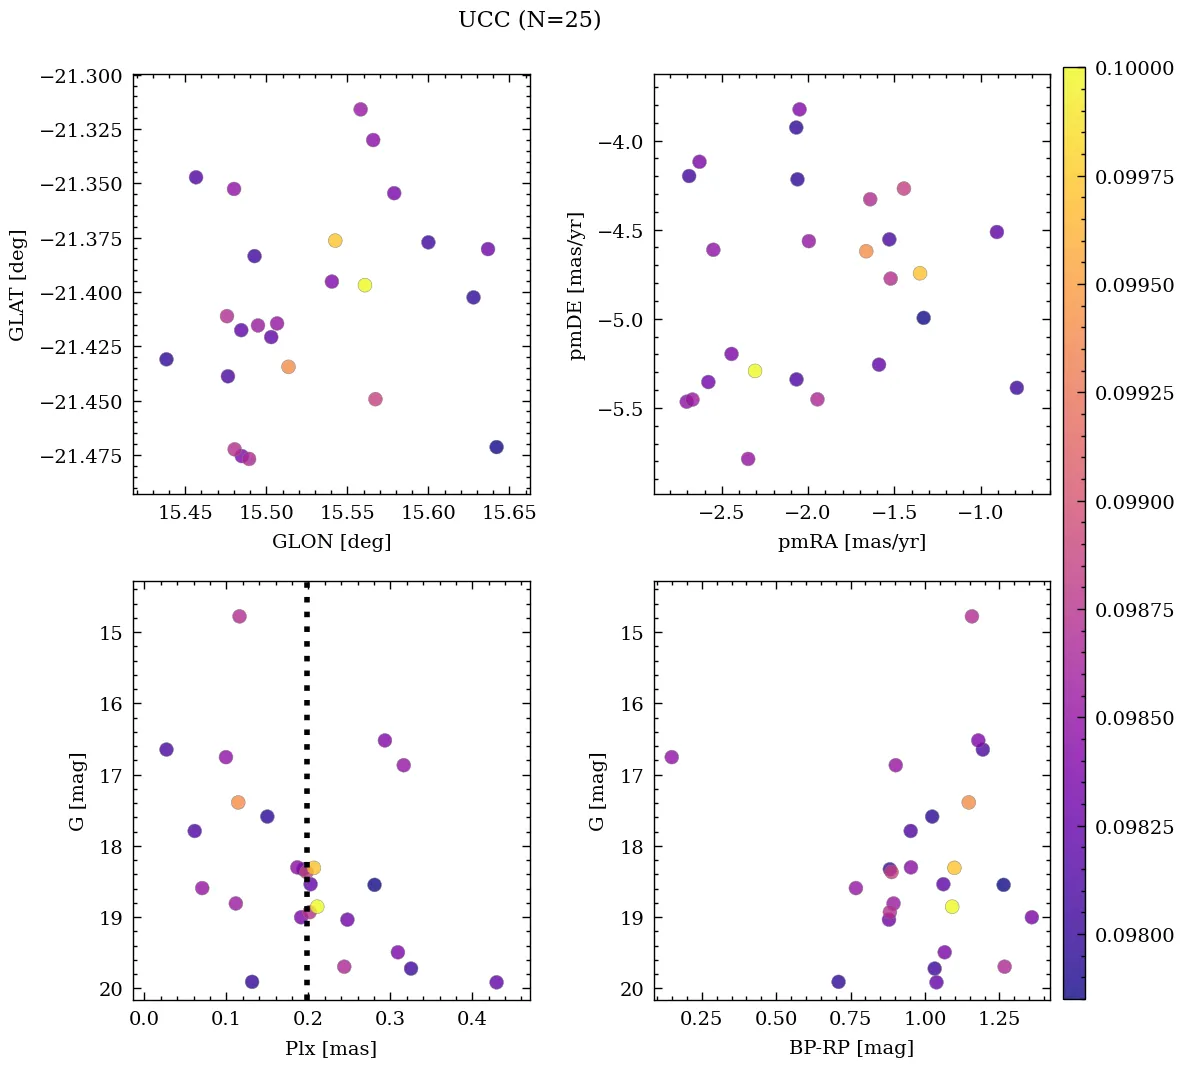 UCC (N=25)
−21.300
−21.325
−21.350
−21.375
−21.400
−21.425
−21.450
−21.475
GLAT [deg]
15.45 15.50 15.55 15.60 15.65
GLON [deg]
−4.0
−4.5
−5.0
−5.5
pmDE [mas/yr]
−2.5 −2.0 −1.5 −1.0
pmRA [mas/yr]
15
16
17
18
19
20
G [mag]
0.0 0.1 0.2 0.3 0.4
Plx [mas]
15
16
17
18
19
20
G [mag]
0.25 0.50 0.75 1.00 1.25
BP-RP [mag]
0.10000
0.09975
0.09950
0.09925
0.09900
0.09875
0.09850
0.09825
0.09800